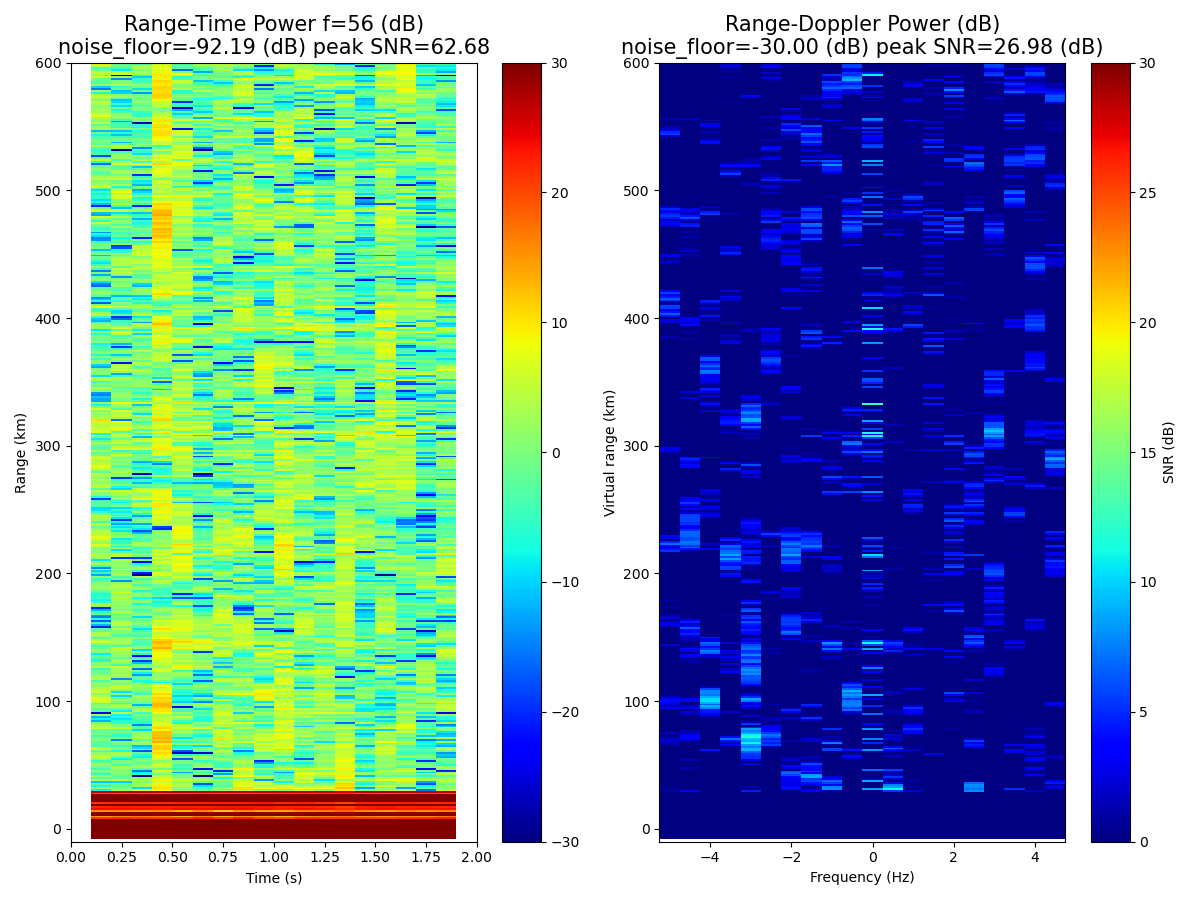 Range-Time Power f=56 (dB)
noise_floor=-92.19 (dB) peak SNR=62.68
Range (km)
600
500
400
300
200
100
0
0.00 0.25 0.50 0.75 1.00 1.25 1.50 1.75 2.00
Time (s)
30
20
10
0
−10
−20
−30
Range-Doppler Power (dB)
noise_floor=-30.00 (dB) peak SNR=26.98 (dB)
Virtual range (km)
600
500
400
300
200
100
0
−4 −2 0 2 4
Frequency (Hz)
30
25
20
15
10
5
0
SNR (dB)